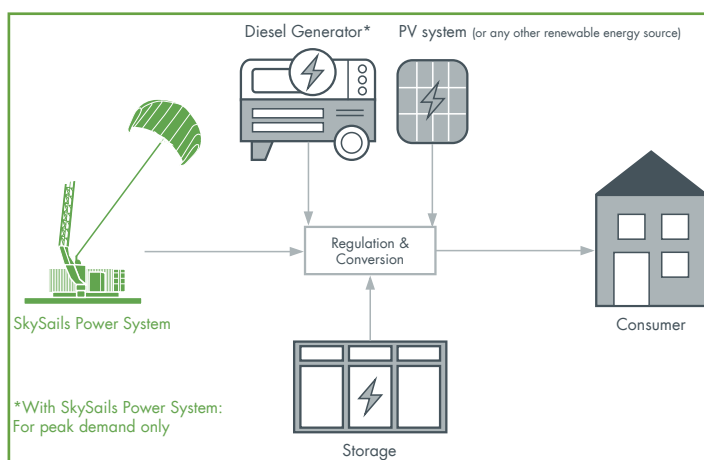 Diesel Generator*
PV system (or any other renewable energy source)
Regulation &
Conversion
SkySails Power System
Consumer
*With SkySails Power System:
For peak demand only
Storage